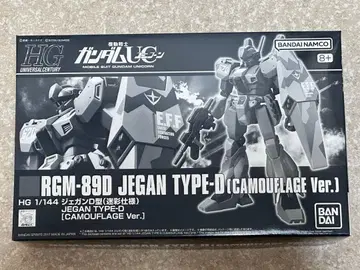 HG
UNIVERSAL CENTURY
機動戦士
ガンダムUC
MOBILE SUIT GUNDAM UNICORN
BANDAI NAMCO
8+
E.F.F.
RGM-89D JEGAN TYPE-D [CAMOUFLAGE Ver.]
HG 1/144 ジェガンD型(迷彩仕様)
JEGAN TYPE-D
[CAMOUFLAGE Ver.]
BAN
DAI